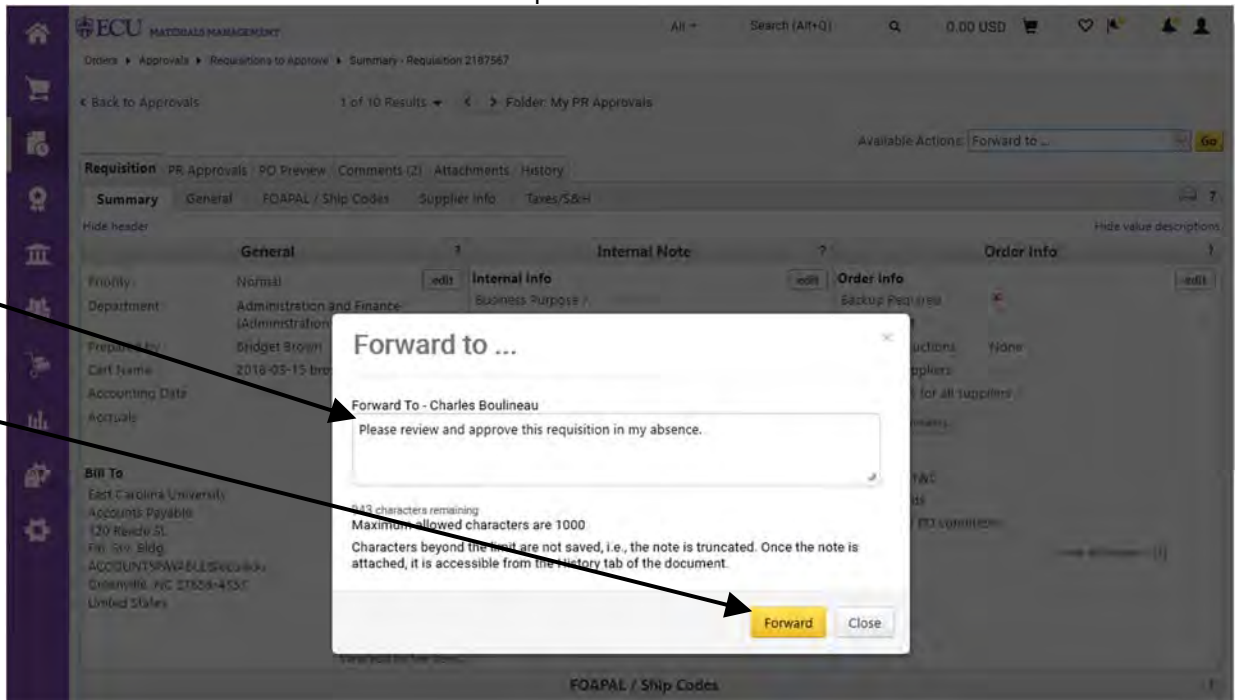 ECU MATERIALS MANAGEMENT
All Search (Alt+Q) 0.00 USD
Orders Approvals Requisitions to Approve Summary - Requisition 2187567
Back to Approvals 1 of 10 Results Folder: My PR Approvals
Available Actions: Forward to ... Go
Requisition PR Approvals PO Preview Comments (2) Attachments History
Summary General FOAPAL / Ship Codes Supplier Info Taxes/S&H ?
Hide header Hide value descriptions
General ? Internal Note ? Order Info ?
Priority Normal edit Internal Info edit Order Info edit
Department Administration and Finance Business Purpose Backup Required
(Administration
Prepared by Bridget Brown
None
Cart Name 2018-03-15
Accounting Date for all suppliers
Accruals
Forward to ...
Forward To - Charles Boulineau
Please review and approve this requisition in my absence.
943 characters remaining
Maximum allowed characters are 1000
Characters beyond the limit are not saved, i.e., the note is truncated. Once the note is
attached, it is accessible from the History tab of the document.
Forward Close
Bill To
East Carolina University
Accounts Payable
120 Reade St.
United States
FOAPAL / Ship Codes ?